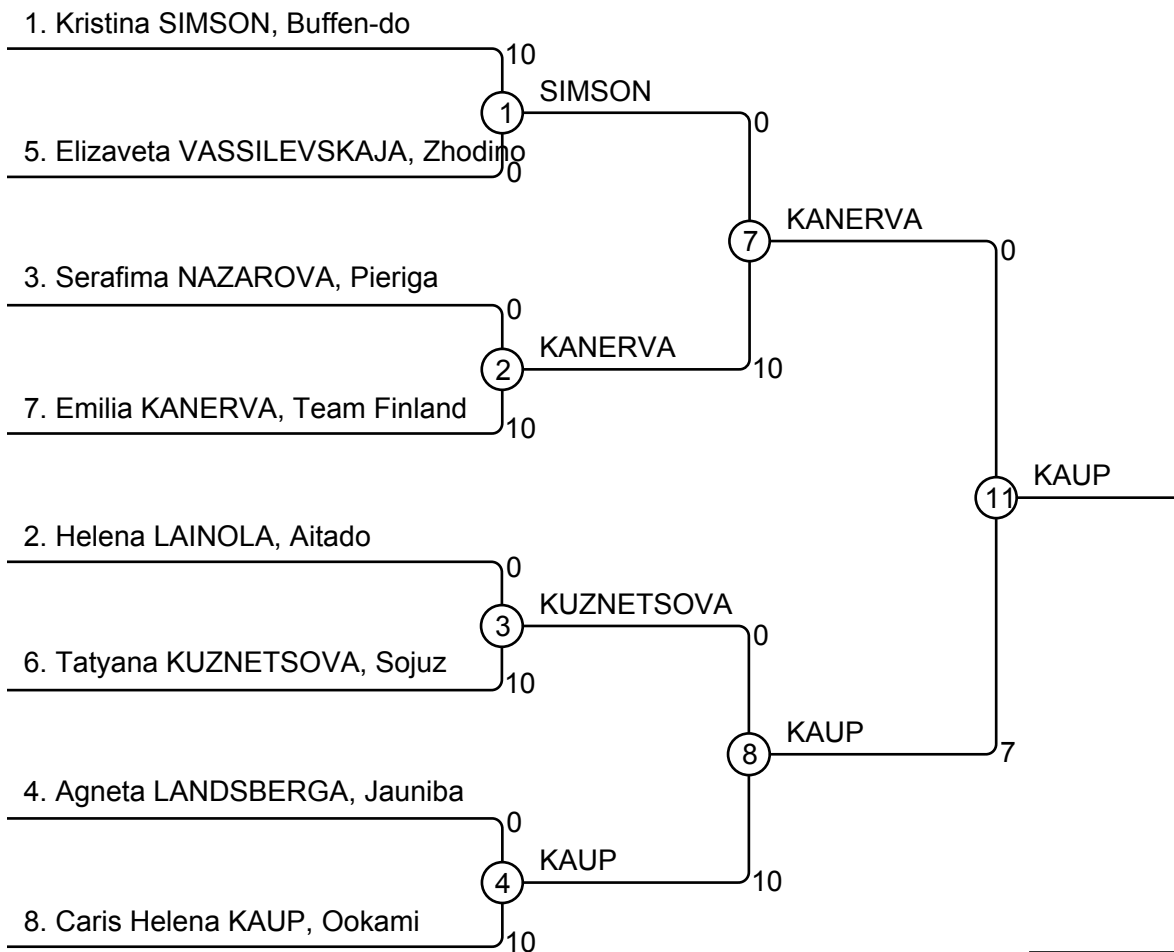 1. Kristina SIMSON, Buffen-do
10
SIMSON
1
0
5. Elizaveta VASSILEVSKAJA, Zhodino
0
KANERVA
7
0
3. Serafima NAZAROVA, Pieriga
0
KANERVA
2
10
7. Emilia KANERVA, Team Finland
10
KAUP
11
2. Helena LAINOLA, Aitado
0
KUZNETSOVA
3
0
6. Tatyana KUZNETSOVA, Sojuz
10
KAUP
8
7
4. Agneta LANDSBERGA, Jauniba
0
KAUP
4
10
8. Caris Helena KAUP, Ookami
10